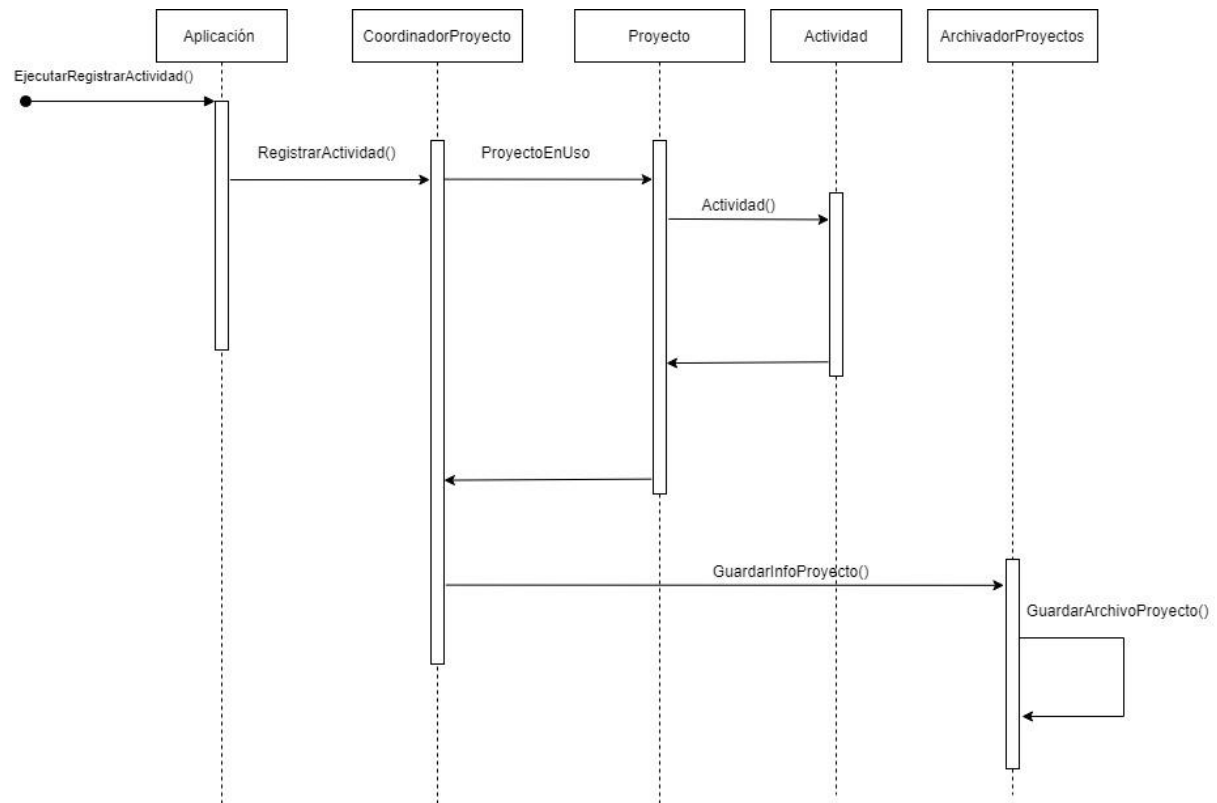 Aplicación
CoordinadorProyecto
Proyecto
Actividad
ArchivadorProyectos
EjecutarRegistrarActividad()
RegistrarActividad()
ProyectoEnUso
Actividad()
GuardarInfoProyecto()
GuardarArchivoProyecto()